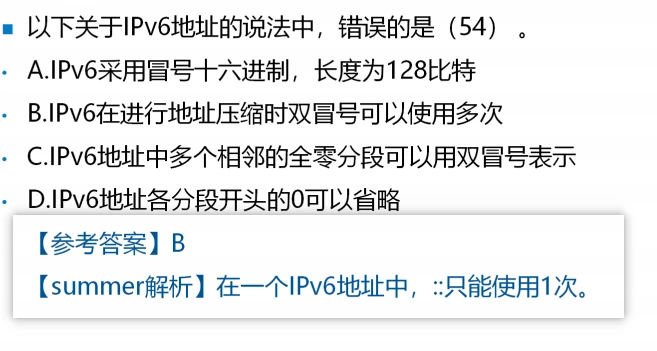 以下关于IPv6地址的说法中，错误的是（54）。
A.IPv6采用冒号十六进制，长度为128比特
B.IPv6在进行地址压缩时双冒号可以使用多次
C.IPv6地址中多个相邻的全零分段可以用双冒号表示
D.IPv6地址各分段开头的0可以省略
【参考答案】B
【summer解析】在一个IPv6地址中，::只能使用1次。